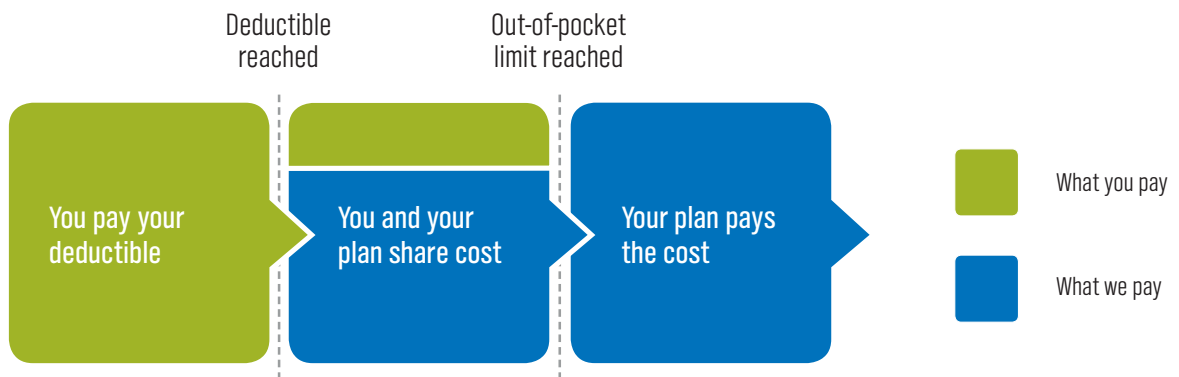 Deductible
reached
Out-of-pocket
limit reached
You pay your
deductible
You and your
plan share cost
Your plan pays
the cost
What you pay
What we pay